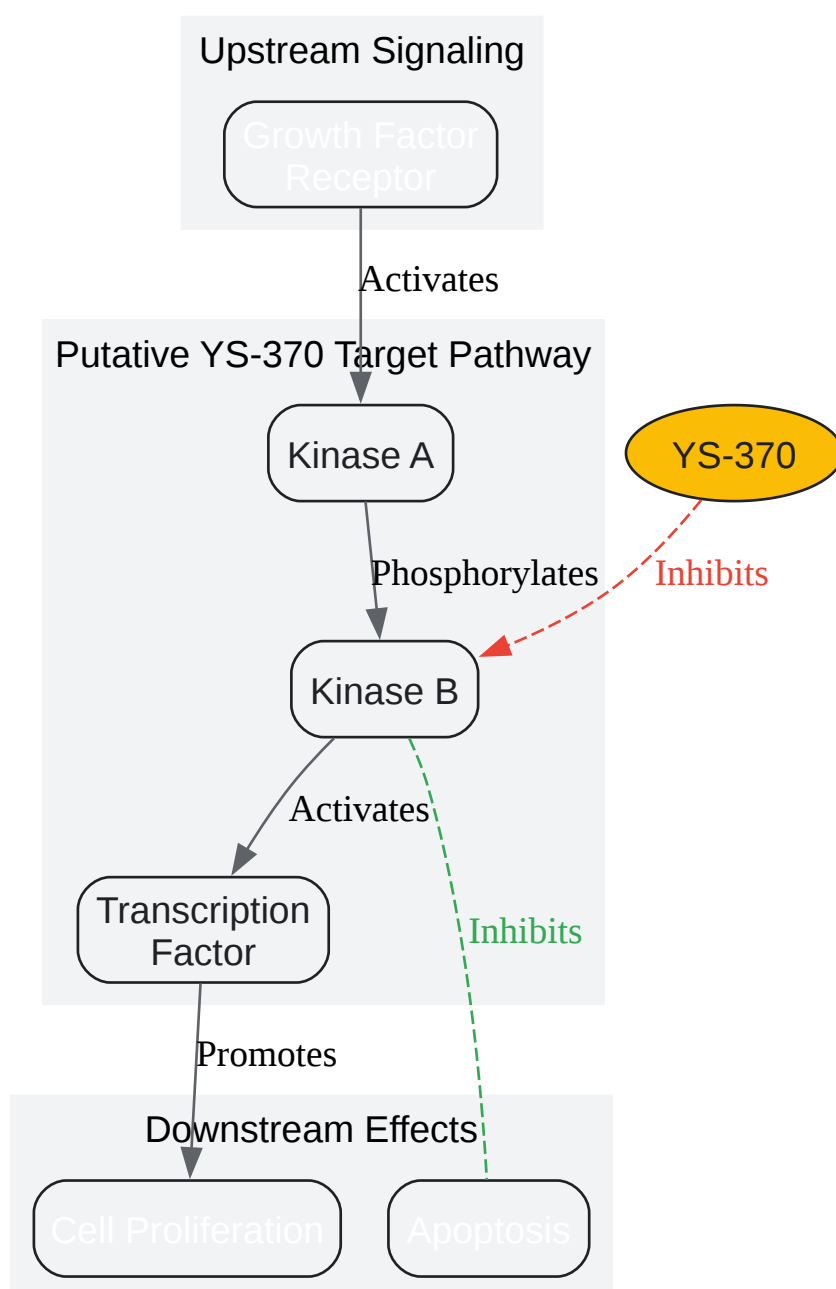 Upstream Signaling
Growth Factor
Receptor
Activates
Putative YS-370 Target Pathway
Kinase A
YS-370
Phosphorylates
Inhibits
Kinase B
Activates
Transcription
Factor
Inhibits
Promotes
Downstream Effects
Cell Proliferation
Apoptosis